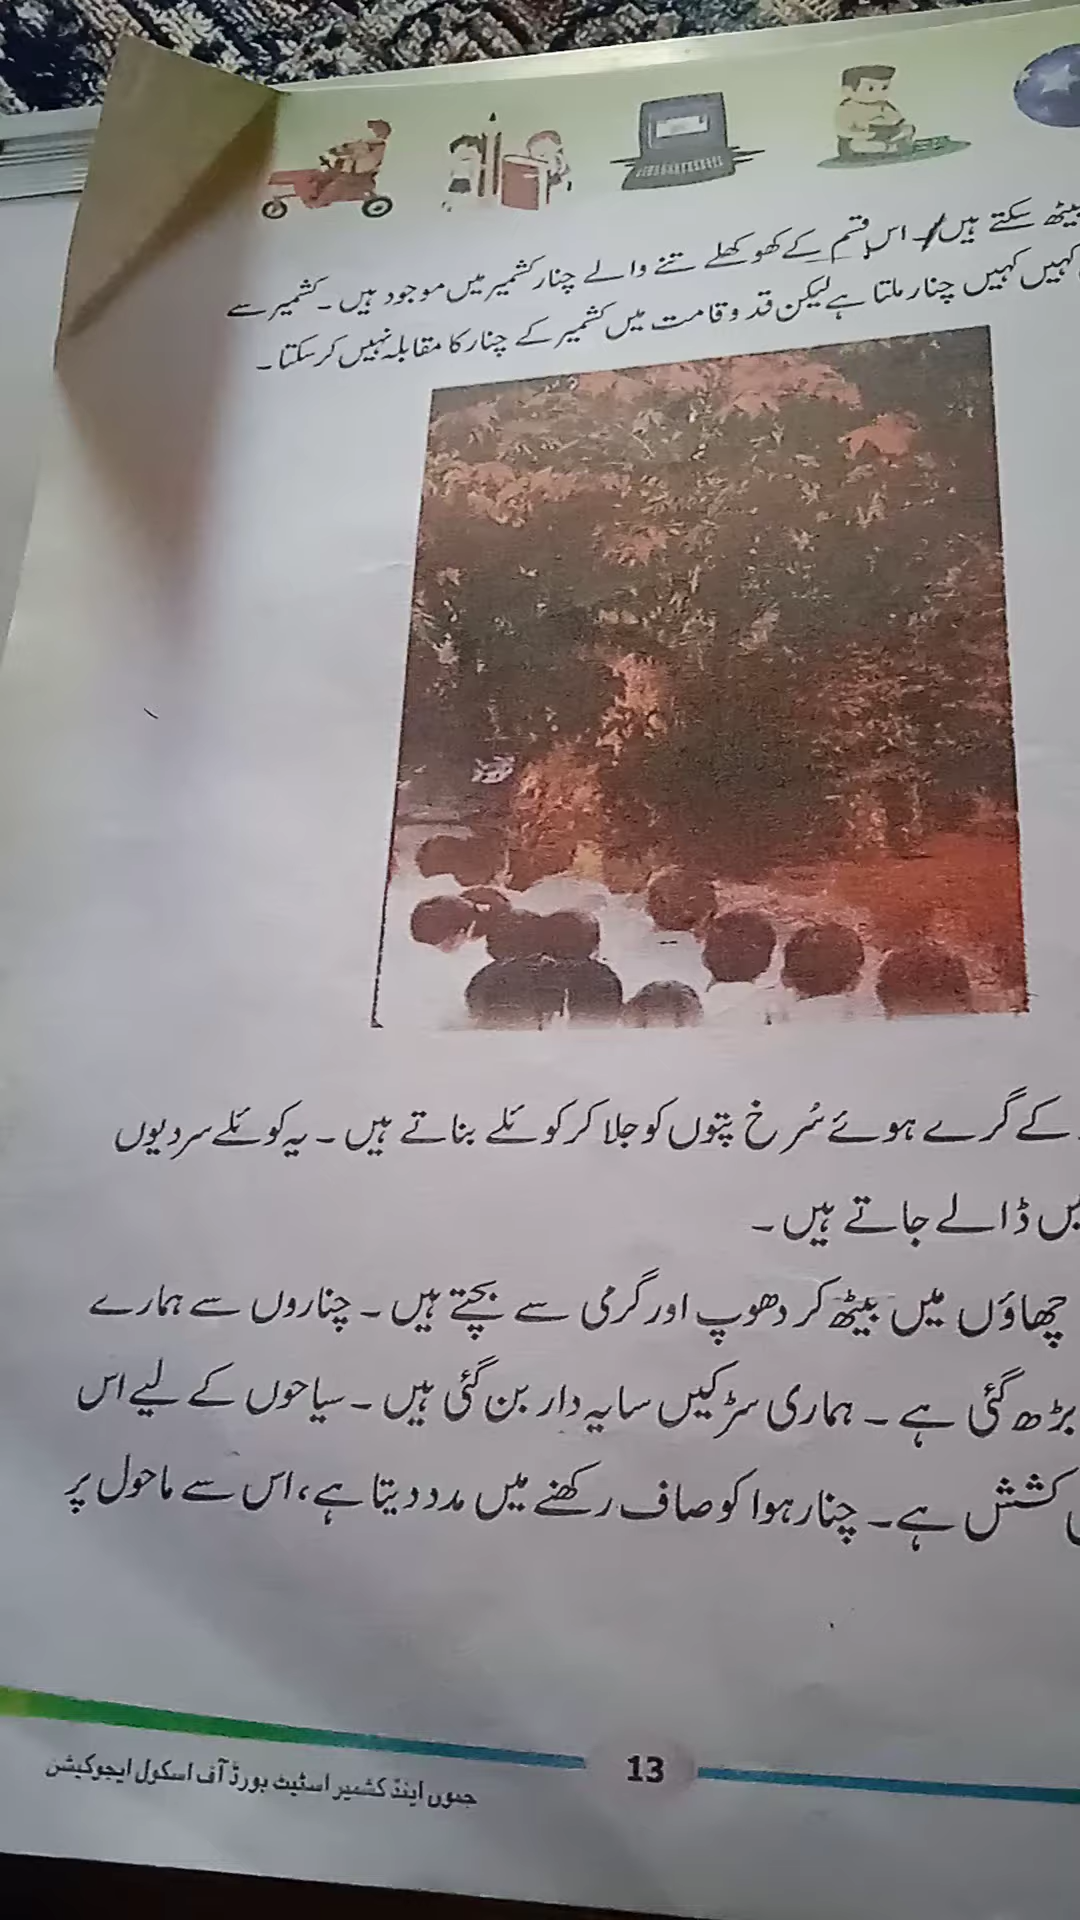 بیٹھ سکتے ہیں۔ اس قسم کے کھوکھلے تنے والے چنار کشمیر میں موجود ہیں۔ کشمیر سے
کہیں کہیں چنار ملتا ہے لیکن قد و قامت میں کشمیر کے چنار کا مقابلہ نہیں کر سکتا۔
کے گرے ہوئے سُرخ پتوں کو جلا کر کوئلے بناتے ہیں۔ یہ کوئلے سردیوں
ڈالے جاتے ہیں۔
چھاؤں میں بیٹھ کر دھوپ اور گرمی سے بچتے ہیں۔ چناروں سے ہمارے
بڑھ گئی ہے۔ ہماری سڑکیں سایہ دار بن گئی ہیں۔ سیاحوں کے لیے اس
کشش ہے۔ چنار ہوا کو صاف رکھنے میں مدد دیتا ہے، اس سے ماحول پر
13
جموں اینڈ کشمیر اسٹیٹ بورڈ آف اسکول ایجوکیشن